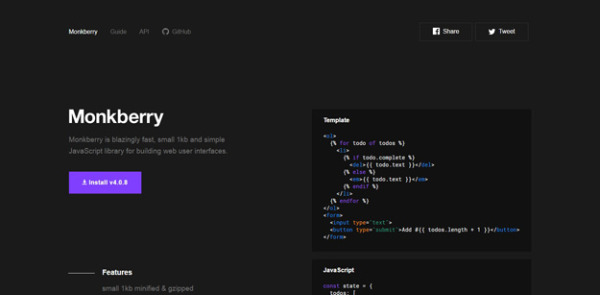 Monkberry Guide API GitHub Share Tweet
Monkberry
Monkberry is blazingly fast, small 1kb and simple
JavaScript library for building web user interfaces.
Install v4.0.8
Features
small 1kb minified & gzipped
Template
<ol>
{% for todo of todos %}
<li>
{% if todo.complete %}
<del>{{ todo.text }}</del>
{% else %}
<em>{{ todo.text }}</em>
{% endif %}
</li>
{% endfor %}
</ol>
<form>
<input type="text">
<button type="submit">Add #{{ todos.length + 1 }}</button>
</form>
JavaScript
const state = {
todos: [